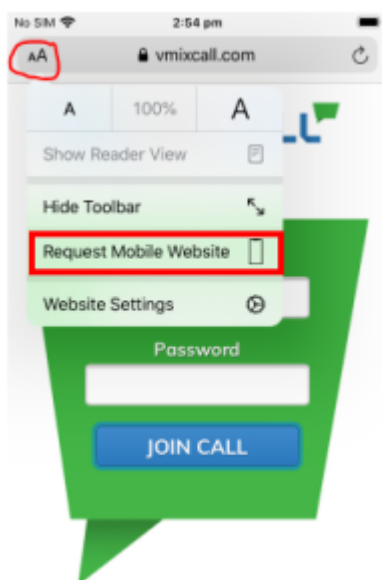 No SIM 2:54 pm
AA vmixcall.com
A 100% A
Show Reader View
Hide Toolbar
Request Mobile Website
Website Settings
Password
JOIN CALL